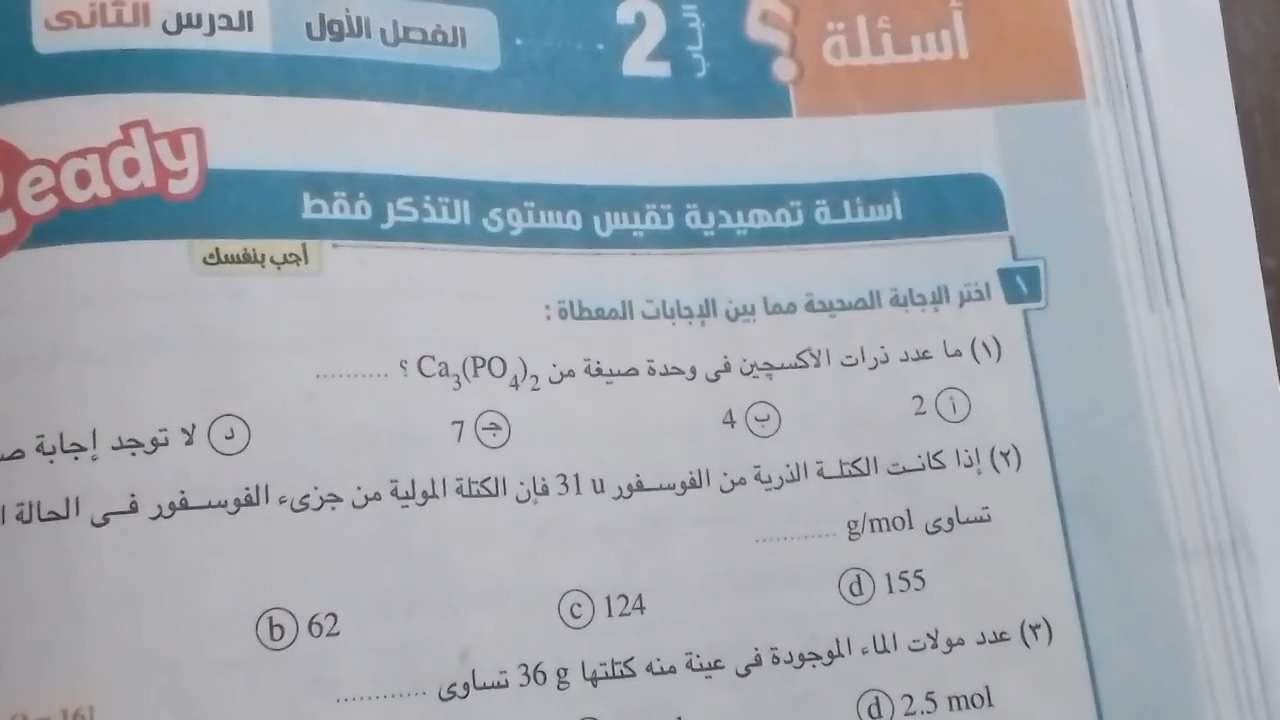 أسئلة
الباب 2
الفصل الأول الدرس الثانى
Ready
أسئلة تمهيدية تقيس مستوى التذكر فقط
أجب بنفسك
١ اختر الإجابة الصحيحة مما بين الإجابات المعطاة :
(١) ما عدد ذرات الأكسچين فى وحدة صيغة من Ca₃(PO₄)₂ ؟ ..........
أ 2 ب 4 جـ 7 د لا توجد إجابة
(٢) إذا كانت الكتلة الذرية من الفوسفور 31 u فإن الكتلة المولية من جزىء الفوسفور فى الحالة
تساوى g/mol ............
b 62 c 124 d 155
(٣) عدد مولات الماء الموجودة فى عينة منه كتلتها 36 g تساوى ............
d 2.5 mol